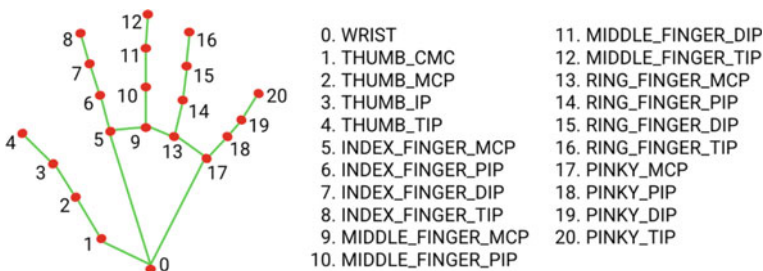 12
8
16
11
7
15
20
6
10
14
19
5
9
13
18
4
17
3
2
1
0
0. WRIST
1. THUMB_CMC
2. THUMB_MCP
3. THUMB_IP
4. THUMB_TIP
5. INDEX_FINGER_MCP
6. INDEX_FINGER_PIP
7. INDEX_FINGER_DIP
8. INDEX_FINGER_TIP
9. MIDDLE_FINGER_MCP
10. MIDDLE_FINGER_PIP
11. MIDDLE_FINGER_DIP
12. MIDDLE_FINGER_TIP
13. RING_FINGER_MCP
14. RING_FINGER_PIP
15. RING_FINGER_DIP
16. RING_FINGER_TIP
17. PINKY_MCP
18. PINKY_PIP
19. PINKY_DIP
20. PINKY_TIP